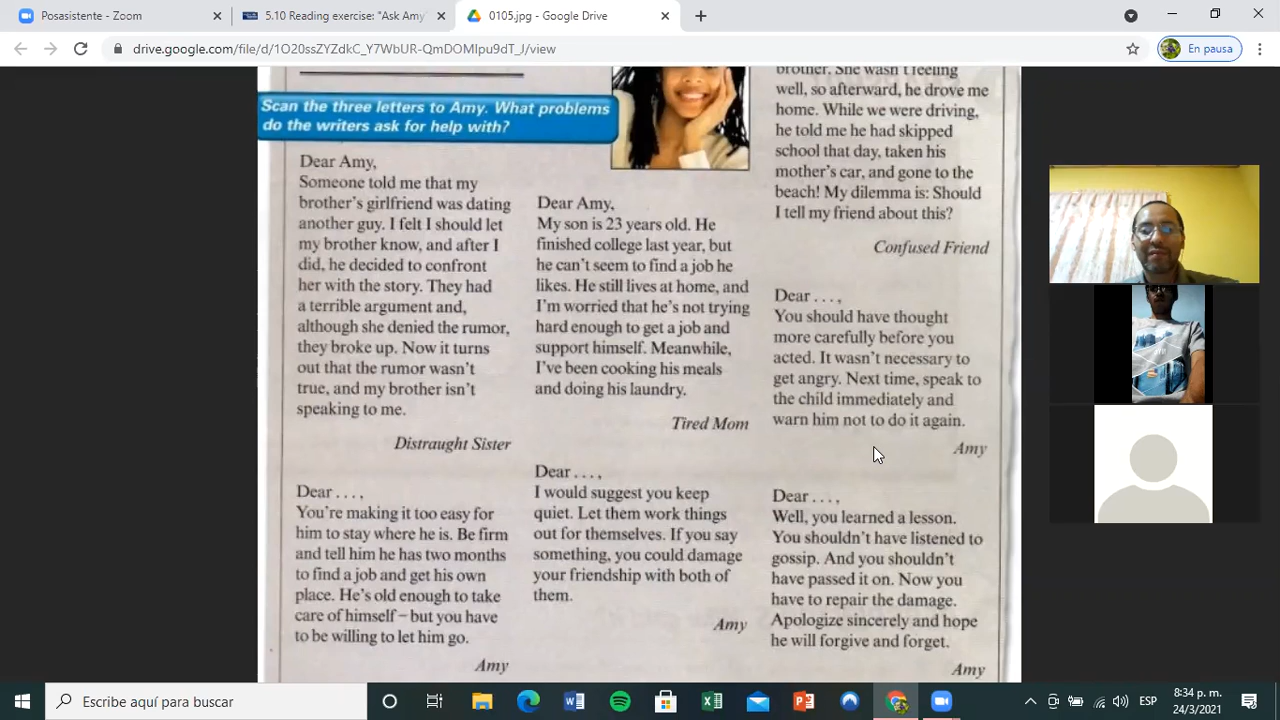 Posasistente - Zoom
5.10 Reading exercise: "Ask Amy"
0105.jpg - Google Drive
drive.google.com/file/d/1O20ssZYZdkC_Y7WbUR-QmDOMIpu9dT_J/view
En pausa
Scan the three letters to Amy. What problems
do the writers ask for help with?
Dear Amy,
Someone told me that my
brother's girlfriend was dating
another guy. I felt I should let
my brother know, and after I
did, he decided to confront
her with the story. They had
a terrible argument and,
although she denied the rumor,
they broke up. Now it turns
out that the rumor wasn't
true, and my brother isn't
speaking to me.
Distraught Sister
Dear . . . ,
You're making it too easy for
him to stay where he is. Be firm
and tell him he has two months
to find a job and get his own
place. He's old enough to take
care of himself – but you have
to be willing to let him go.
Amy
Dear Amy,
My son is 23 years old. He
finished college last year, but
he can't seem to find a job he
likes. He still lives at home, and
I'm worried that he's not trying
hard enough to get a job and
support himself. Meanwhile,
I've been cooking his meals
and doing his laundry.
Tired Mom
Dear . . . ,
I would suggest you keep
quiet. Let them work things
out for themselves. If you say
something, you could damage
your friendship with both of
them.
Amy
brother. She wasn't feeling
well, so afterward, he drove me
home. While we were driving,
he told me he had skipped
school that day, taken his
mother's car, and gone to the
beach! My dilemma is: Should
I tell my friend about this?
Confused Friend
Dear . . . ,
You should have thought
more carefully before you
acted. It wasn't necessary to
get angry. Next time, speak to
the child immediately and
warn him not to do it again.
Amy
Dear . . . ,
Well, you learned a lesson.
You shouldn't have listened to
gossip. And you shouldn't
have passed it on. Now you
have to repair the damage.
Apologize sincerely and hope
he will forgive and forget.
Amy
Escribe aquí para buscar
ESP
8:34 p. m.
24/3/2021